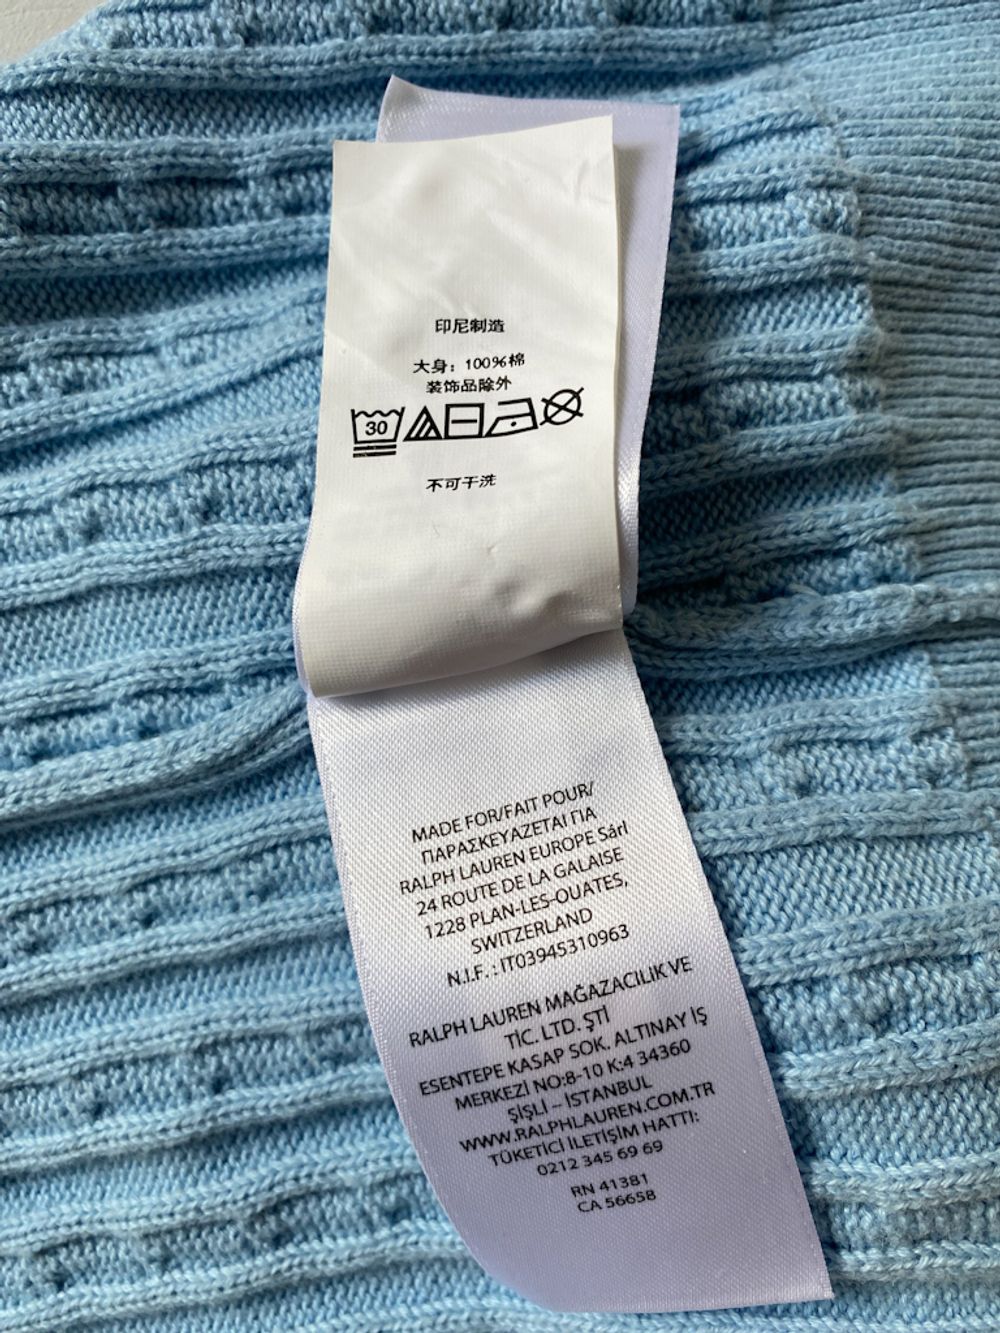 印尼制造
大身：100%棉
装饰品除外
30
不可干洗
MADE FOR/FAIT POUR/
ΠΑΡΑΣΚΕΥΑΖΕΤΑΙ ΓΙΑ
RALPH LAUREN EUROPE Sárl
24 ROUTE DE LA GALAISE
1228 PLAN-LES-OUATES,
SWITZERLAND
N.I.F. : IT03945310963
RALPH LAUREN MAĞAZACILIK VE
TİC. LTD. ŞTİ
ESENTEPE KASAP SOK. ALTINAY İŞ
MERKEZİ NO:8-10 K:4 34360
ŞİŞLİ – İSTANBUL
WWW.RALPHLAUREN.COM.TR
TÜKETİCİ İLETİŞİM HATTI:
0212 345 69 69
RN 41381
CA 56658